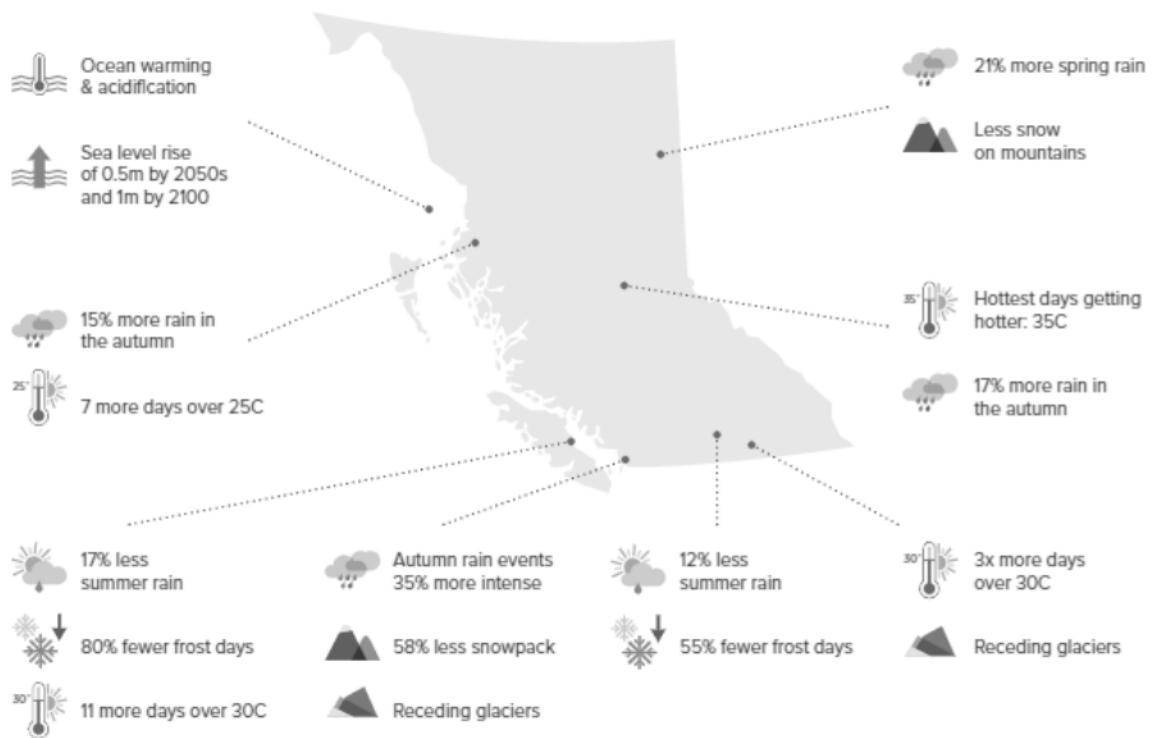 Ocean warming
& acidification
Sea level rise
of 0.5m by 2050s
and 1m by 2100
15% more rain in
the autumn
25°
7 more days over 25C
21% more spring rain
Less snow
on mountains
35°
Hottest days getting
hotter: 35C
17% more rain in
the autumn
17% less
summer rain
80% fewer frost days
30°
11 more days over 30C
Autumn rain events
35% more intense
58% less snowpack
Receding glaciers
12% less
summer rain
55% fewer frost days
30°
3x more days
over 30C
Receding glaciers